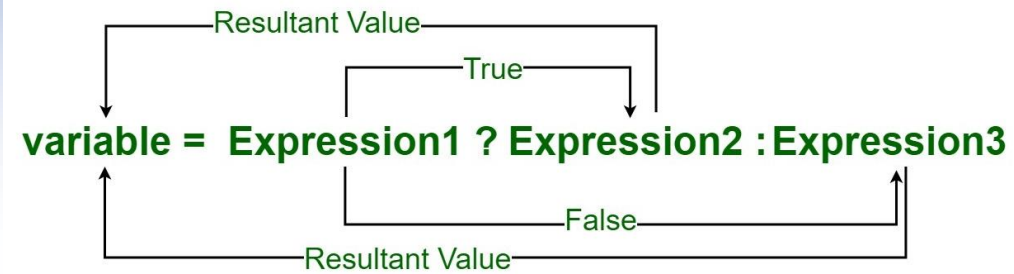 Resultant Value
True
variable = Expression1 ? Expression2 : Expression3
False
Resultant Value